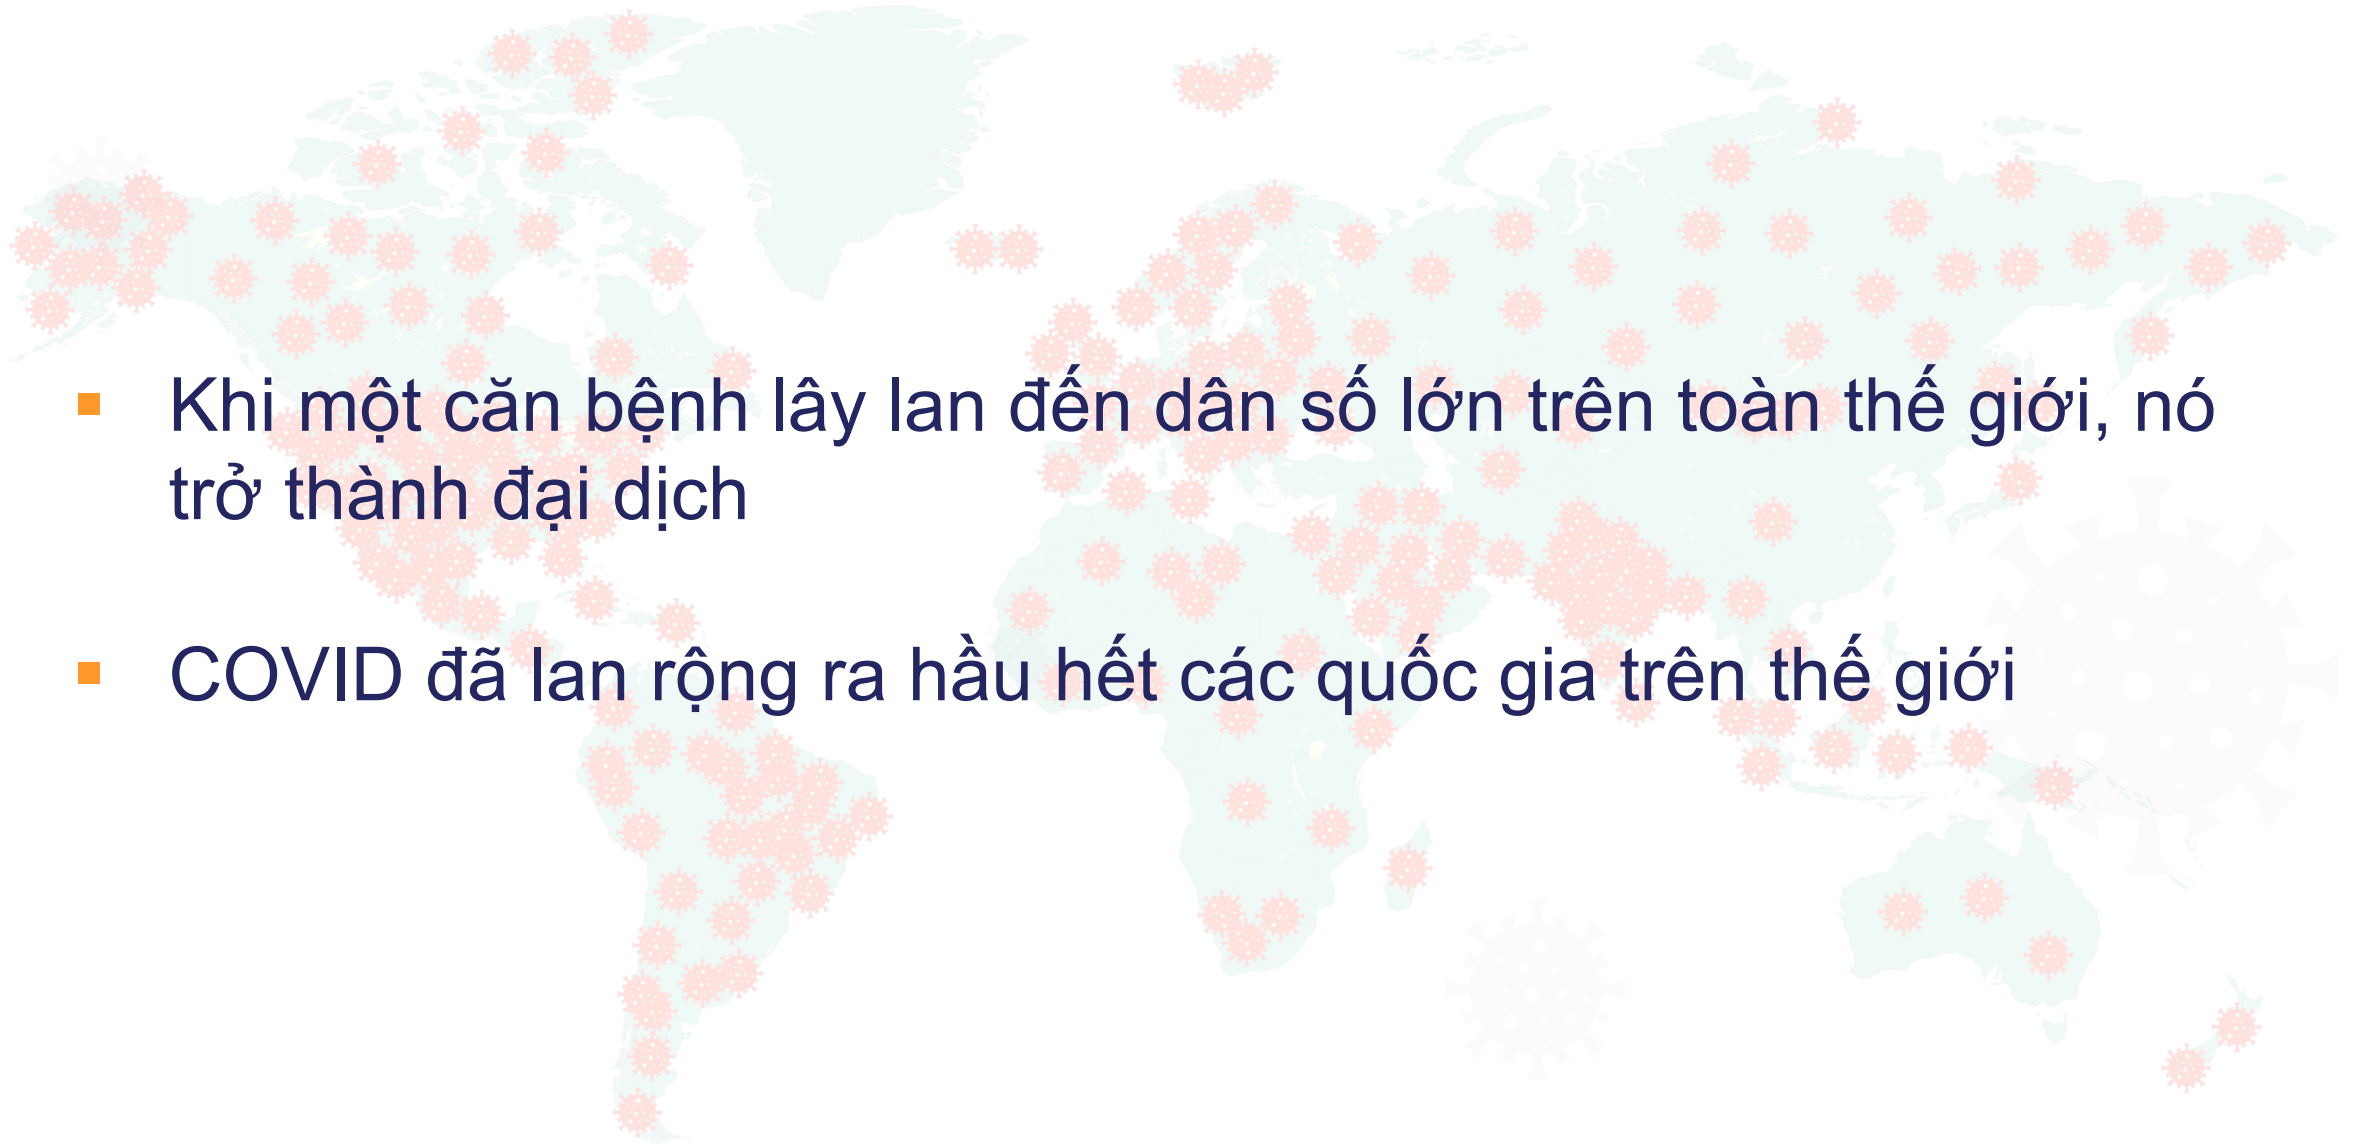 ▪ Khi một căn bệnh lây lan đến dân số lớn trên toàn thế giới, nó
trở thành đại dịch
▪ COVID đã lan rộng ra hầu hết các quốc gia trên thế giới